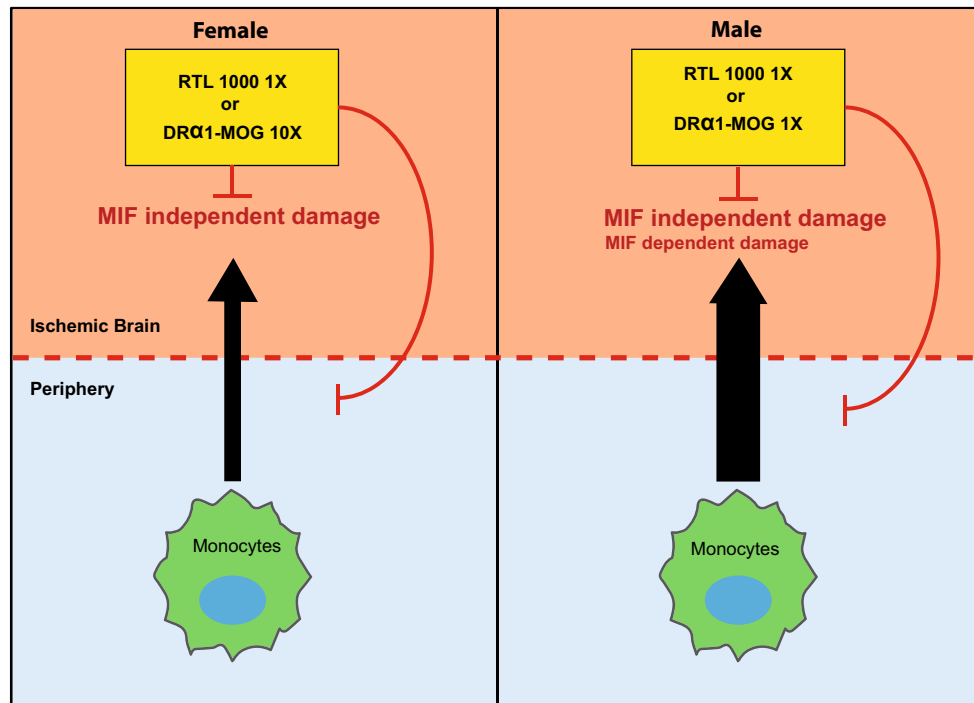 Female
RTL 1000 1X
or
DRα1-MOG 10X
MIF independent damage
Ischemic Brain
Periphery
Monocytes
Male
RTL 1000 1X
or
DRα1-MOG 1X
MIF independent damage
MIF dependent damage
Monocytes